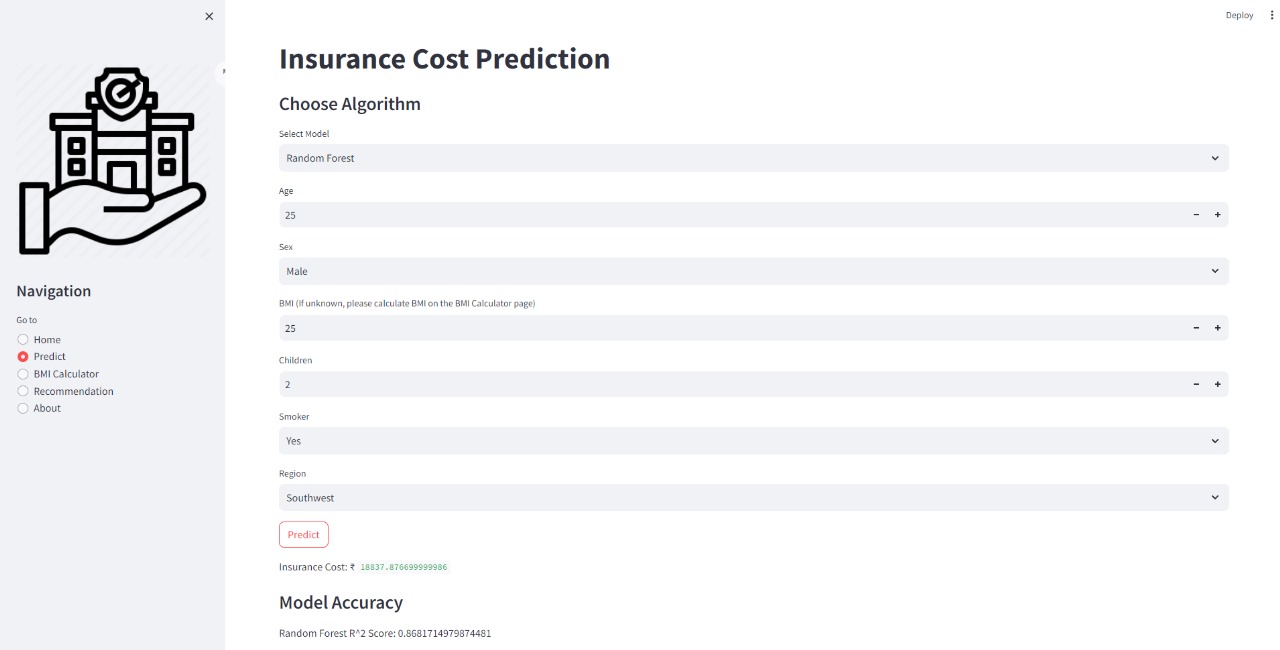 Deploy
Insurance Cost Prediction
Choose Algorithm
Select Model
Random Forest
Age
25
Sex
Male
BMI (If unknown, please calculate BMI on the BMI Calculator page)
25
Children
2
Smoker
Yes
Region
Southwest
Predict
Insurance Cost: ₹ 18837.876699999986
Model Accuracy
Random Forest R^2 Score: 0.8681714979874481
Navigation
Go to
Home
Predict
BMI Calculator
Recommendation
About